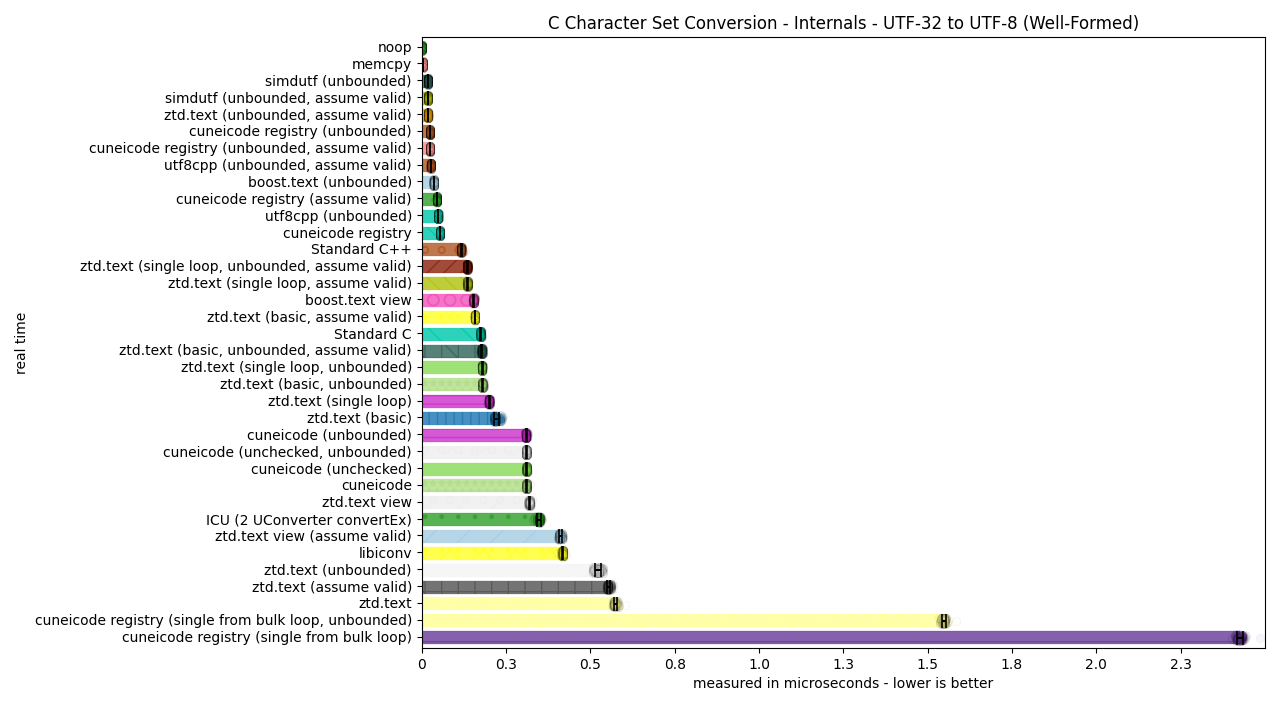 C Character Set Conversion - Internals - UTF-32 to UTF-8 (Well-Formed)
noop
memcpy
simdutf (unbounded)
simdutf (unbounded, assume valid)
ztd.text (unbounded, assume valid)
cuneicode registry (unbounded)
cuneicode registry (unbounded, assume valid)
utf8cpp (unbounded, assume valid)
boost.text (unbounded)
cuneicode registry (assume valid)
utf8cpp (unbounded)
cuneicode registry
Standard C++
ztd.text (single loop, unbounded, assume valid)
ztd.text (single loop, assume valid)
boost.text view
ztd.text (basic, assume valid)
Standard C
ztd.text (basic, unbounded, assume valid)
ztd.text (single loop, unbounded)
ztd.text (basic, unbounded)
ztd.text (single loop)
ztd.text (basic)
cuneicode (unbounded)
cuneicode (unchecked, unbounded)
cuneicode (unchecked)
cuneicode
ztd.text view
ICU (2 UConverter convertEx)
ztd.text view (assume valid)
libiconv
ztd.text (unbounded)
ztd.text (assume valid)
ztd.text
cuneicode registry (single from bulk loop, unbounded)
cuneicode registry (single from bulk loop)
real time
0 0.3 0.5 0.8 1.0 1.3 1.5 1.8 2.0 2.3
measured in microseconds - lower is better